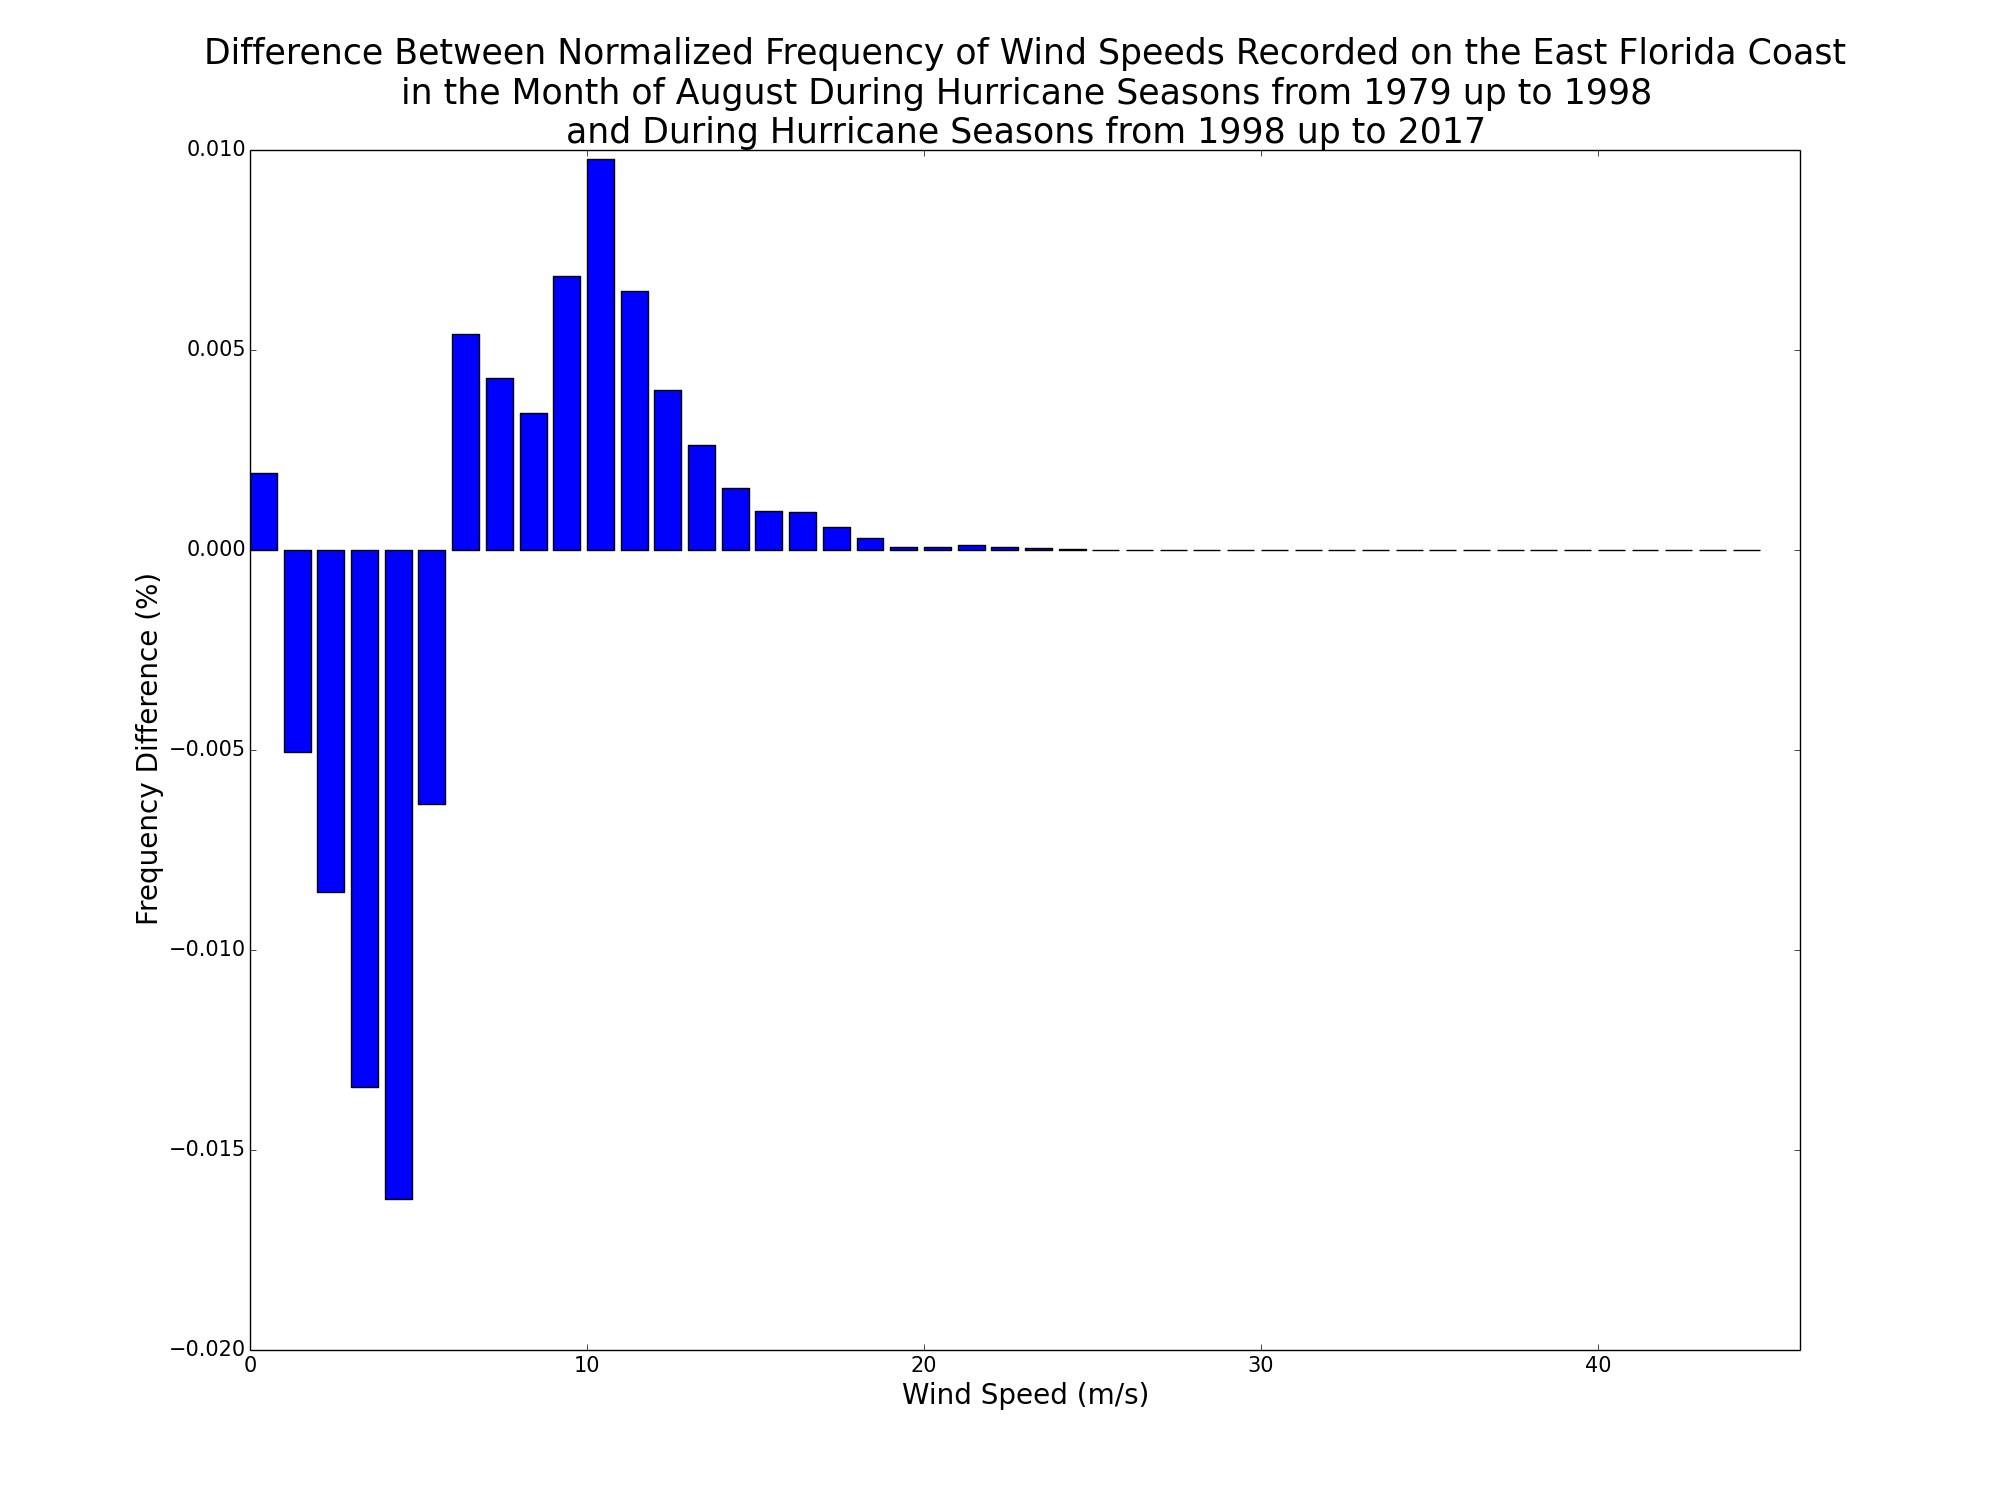 Difference Between Normalized Frequency of Wind Speeds Recorded on the East Florida Coast
in the Month of August During Hurricane Seasons from 1979 up to 1998
and During Hurricane Seasons from 1998 up to 2017
0.010
0.005
0.000
−0.005
−0.010
−0.015
−0.020
Frequency Difference (%)
0 10 20 30 40
Wind Speed (m/s)